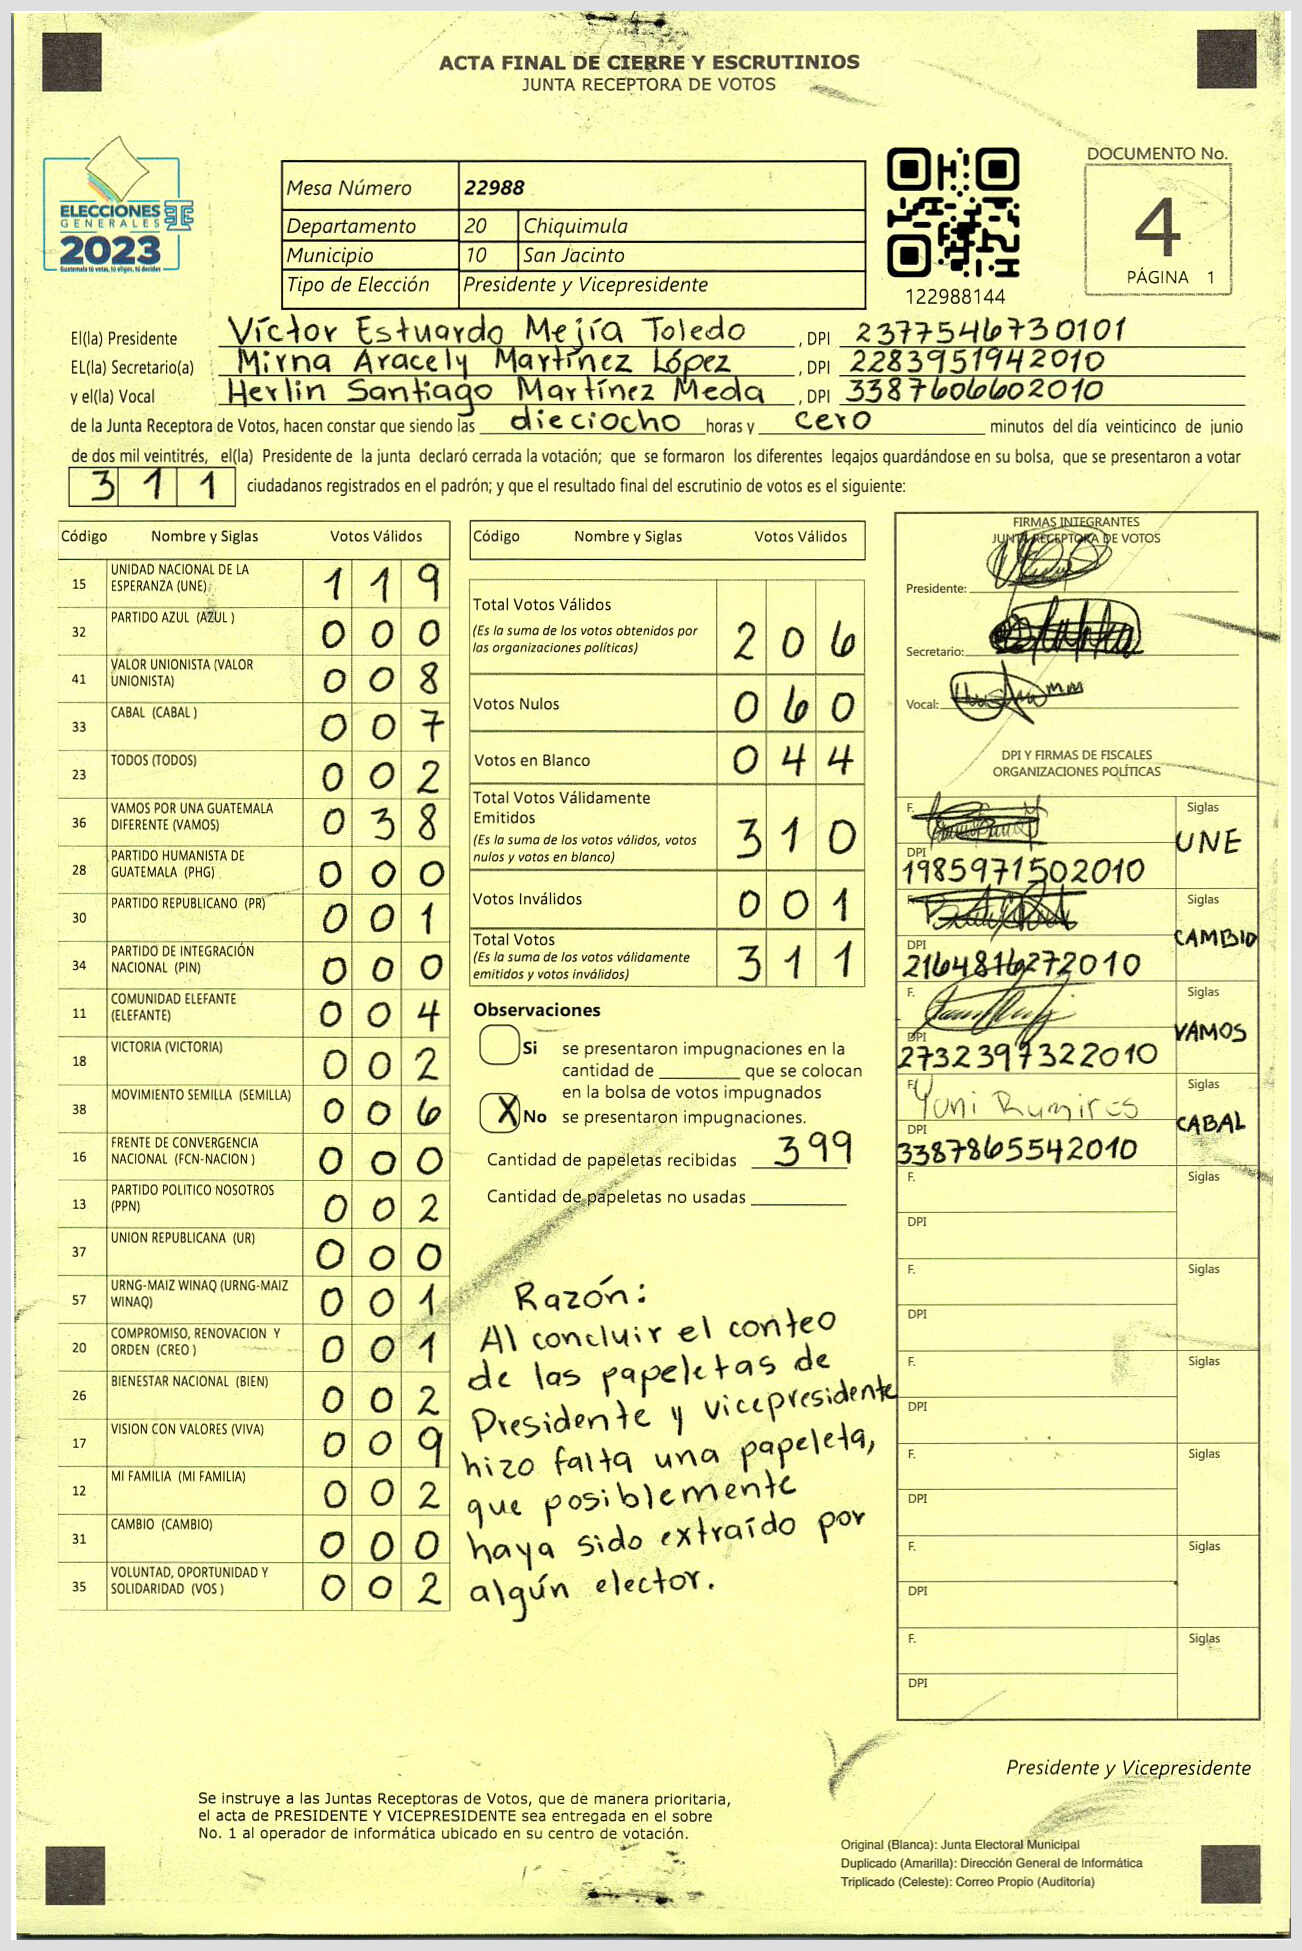 ACTA FINAL DE CIERRE Y ESCRUTINIOS
JUNTA RECEPTORA DE VOTOS
ELECCIONES
GENERALES
2023
Guatemala tú votas, tú eliges, tú decides
Mesa Número 22988
Departamento 20 Chiquimula
Municipio 10 San Jacinto
Tipo de Elección Presidente y Vicepresidente
122988144
DOCUMENTO No.
4
PÁGINA 1
El(la) Presidente Víctor Estuardo Mejía Toledo , DPI 2377546730101
EL(la) Secretario(a) Mirna Aracely Martínez López , DPI 2283951942010
y el(la) Vocal Herlin Santiago Martínez Meda , DPI 3387606602010
de la Junta Receptora de Votos, hacen constar que siendo las dieciocho horas y cero minutos del día veinticinco de junio
de dos mil veintitrés, el(la) Presidente de la junta declaró cerrada la votación; que se formaron los diferentes legajos guardándose en su bolsa, que se presentaron a votar
311 ciudadanos registrados en el padrón; y que el resultado final del escrutinio de votos es el siguiente:
Código Nombre y Siglas Votos Válidos
15 UNIDAD NACIONAL DE LA
ESPERANZA (UNE) 1 1 9
32 PARTIDO AZUL (AZUL ) 0 0 0
41 VALOR UNIONISTA (VALOR
UNIONISTA) 0 0 8
33 CABAL (CABAL ) 0 0 7
23 TODOS (TODOS) 0 0 2
36 VAMOS POR UNA GUATEMALA
DIFERENTE (VAMOS) 0 3 8
28 PARTIDO HUMANISTA DE
GUATEMALA (PHG) 0 0 0
30 PARTIDO REPUBLICANO (PR) 0 0 1
34 PARTIDO DE INTEGRACIÓN
NACIONAL (PIN) 0 0 0
11 COMUNIDAD ELEFANTE
(ELEFANTE) 0 0 4
18 VICTORIA (VICTORIA) 0 0 2
38 MOVIMIENTO SEMILLA (SEMILLA) 0 0 6
16 FRENTE DE CONVERGENCIA
NACIONAL (FCN-NACION ) 0 0 0
13 PARTIDO POLITICO NOSOTROS
(PPN) 0 0 2
37 UNION REPUBLICANA (UR) 0 0 0
57 URNG-MAIZ WINAQ (URNG-MAIZ
WINAQ) 0 0 1
20 COMPROMISO, RENOVACION Y
ORDEN (CREO ) 0 0 1
26 BIENESTAR NACIONAL (BIEN) 0 0 2
17 VISION CON VALORES (VIVA) 0 0 9
12 MI FAMILIA (MI FAMILIA) 0 0 2
31 CAMBIO (CAMBIO) 0 0 0
35 VOLUNTAD, OPORTUNIDAD Y
SOLIDARIDAD (VOS ) 0 0 2
Código Nombre y Siglas Votos Válidos
Total Votos Válidos
(Es la suma de los votos obtenidos por
las organizaciones políticas) 2 0 6
Votos Nulos 0 6 0
Votos en Blanco 0 4 4
Total Votos Válidamente
Emitidos
(Es la suma de los votos válidos, votos
nulos y votos en blanco) 3 1 0
Votos Inválidos 0 0 1
Total Votos
(Es la suma de los votos válidamente
emitidos y votos inválidos) 3 1 1
Observaciones
Si se presentaron impugnaciones en la
cantidad de ________ que se colocan
en la bolsa de votos impugnados
X No se presentaron impugnaciones.
Cantidad de papeletas recibidas 399
Cantidad de papeletas no usadas
Razón:
Al concluir el conteo
de las papeletas de
Presidente y vicepresidente
hizo falta una papeleta,
que posiblemente
haya sido extraído por
algún elector.
FIRMAS INTEGRANTES
JUNTA RECEPTORA DE VOTOS
Presidente:
Secretario:
Vocal:
DPI Y FIRMAS DE FISCALES
ORGANIZACIONES POLÍTICAS
F. Siglas
UNE
DPI
1985971502010
F. Siglas
CAMBIO
DPI
2164816272010
F. Siglas
VAMOS
DPI
2732397322010
F. Yoni Ramires Siglas
CABAL
DPI
3387865542010
F. Siglas
DPI
F. Siglas
DPI
F. Siglas
DPI
F. Siglas
DPI
F. Siglas
DPI
F. Siglas
DPI
Presidente y Vicepresidente
Se instruye a las Juntas Receptoras de Votos, que de manera prioritaria,
el acta de PRESIDENTE Y VICEPRESIDENTE sea entregada en el sobre
No. 1 al operador de informática ubicado en su centro de votación.
Original (Blanca): Junta Electoral Municipal
Duplicado (Amarilla): Dirección General de Informática
Triplicado (Celeste): Correo Propio (Auditoría)